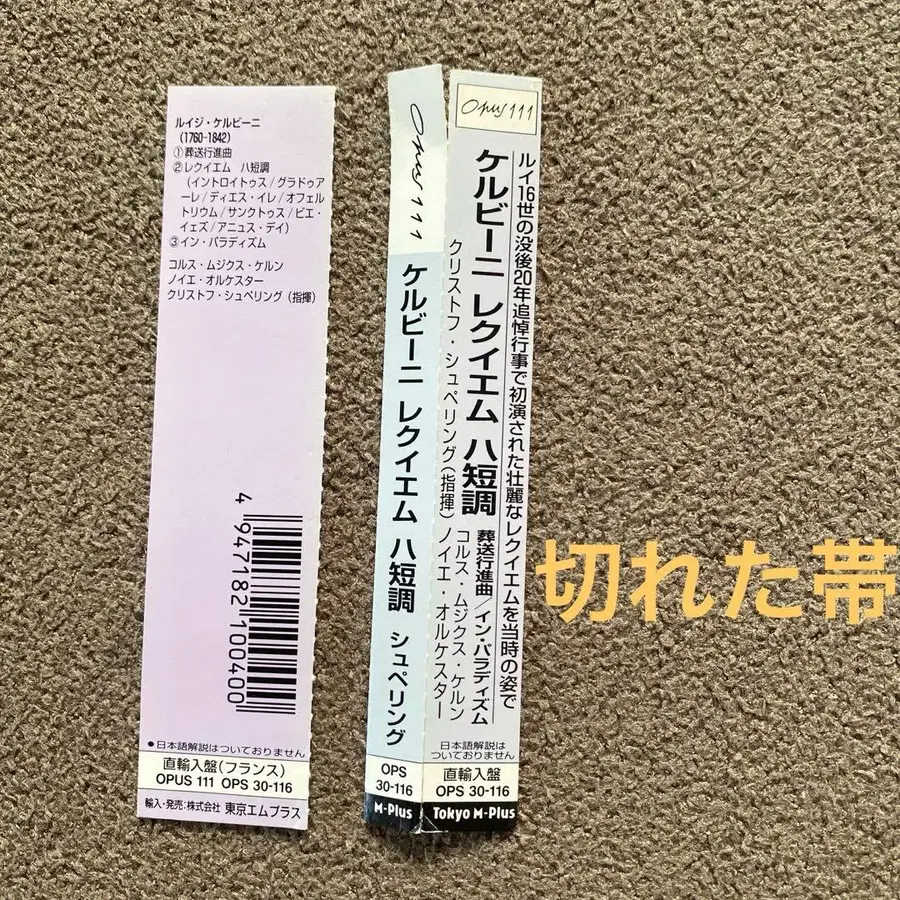 ルイジ・ケルビーニ
(1760-1842)
①葬送行進曲
②レクイエム ハ短調
(イントロイトゥス/グラドゥア
ーレ/ディエス・イレ/オフェル
トリウム/サンクトゥス/ピエ・
イェズ/アニュス・デイ)
③イン・パラディズム
コルス・ムジクス・ケルン
ノイエ・オルケスター
クリストフ・シュペリング(指揮)
4 947182 100400
●日本語解説はついておりません
直輸入盤(フランス)
OPUS 111 OPS 30-116
輸入・発売:株式会社 東京エムプラス
Opus 111
ケルビーニ レクイエム ハ短調 シュペリング
OPS
30-116
M-Plus
Opus 111
ルイ16世の没後20年追悼行事で初演された壮麗なレクイエムを当時の姿で
ケルビーニ レクイエム ハ短調
葬送行進曲/イン・パラディズム
クリストフ・シュペリング(指揮)
コルス・ムジクス・ケルン
ノイエ・オルケスター
日本語解説は
ついておりません
直輸入盤
OPS 30-116
Tokyo M-Plus
切れた帯